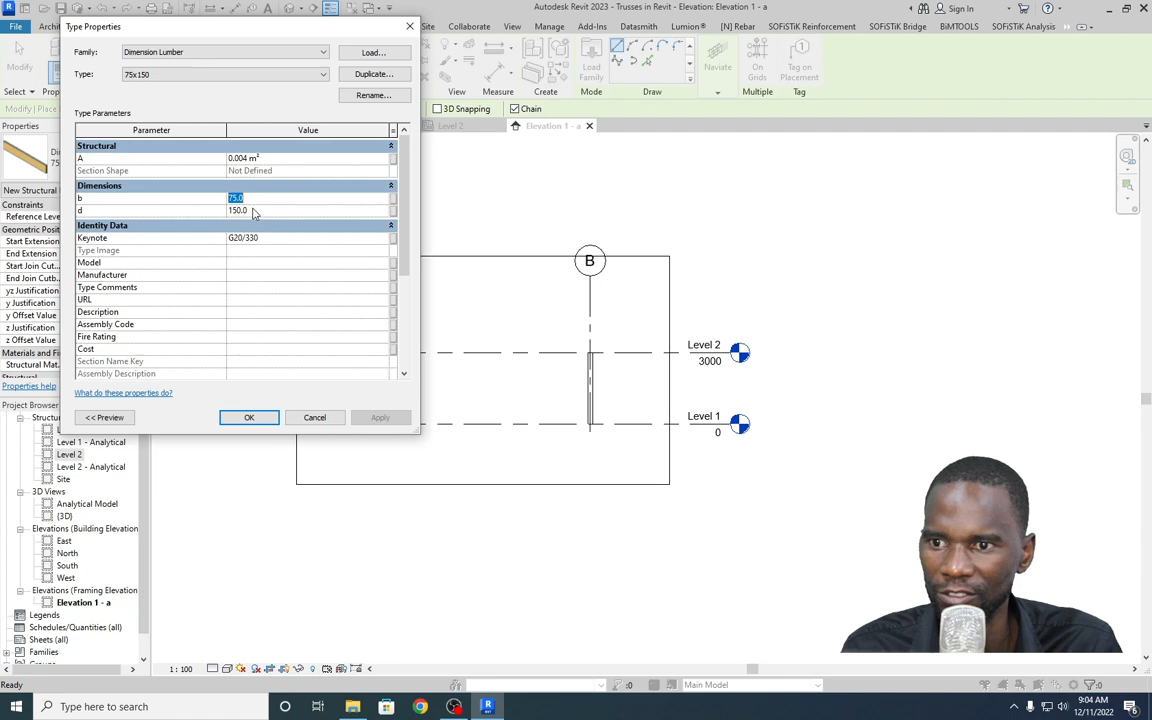 Autodesk Revit 2023 - Trusses in Revit - Elevation: Elevation 1 - a
Sign In
File
Collaborate
View
Manage
Add-Ins
Datasmith
Lumion®
[N] Rebar
SOFiSTiK Reinforcement
SOFiSTiK Bridge
BiMTOOLS
SOFiSTiK Analysis
Modify
Load Family
Naviate
On Grids
Tag on Placement
Select
View
Measure
Create
Mode
Draw
Multiple
Tag
Modify | Place
3D Snapping
Chain
Level 2
Elevation 1 - a
Properties
New Structural
Constraints
Reference Level
Geometric Positi
Start Extension
End Extension
Start Join Cutb
End Join Cutb
yz Justification
y Justification
y Offset Value
z Justification
z Offset Value
Materials and Fi
Structural Mat
Properties help
Project Browser
Level 1 - Analytical
Level 2
Level 2 - Analytical
Site
3D Views
Analytical Model
{3D}
Elevations (Building Elevation
East
North
South
West
Elevations (Framing Elevation
Elevation 1 - a
Legends
Schedules/Quantities (all)
Sheets (all)
Families
Type Properties
Family:
Dimension Lumber
Load...
Type:
75x150
Duplicate...
Rename...
Type Parameters
Parameter
Value
=
Structural
A
0.004 m²
Section Shape
Not Defined
Dimensions
b
75.0
d
150.0
Identity Data
Keynote
G20/330
Type Image
Model
Manufacturer
Type Comments
URL
Description
Assembly Code
Fire Rating
Cost
Section Name Key
Assembly Description
What do these properties do?
<< Preview
OK
Cancel
Apply
B
Level 2
3000
Level 1
0
1 : 100
Ready
:0
Main Model
:0
Type here to search
9:04 AM
12/11/2022